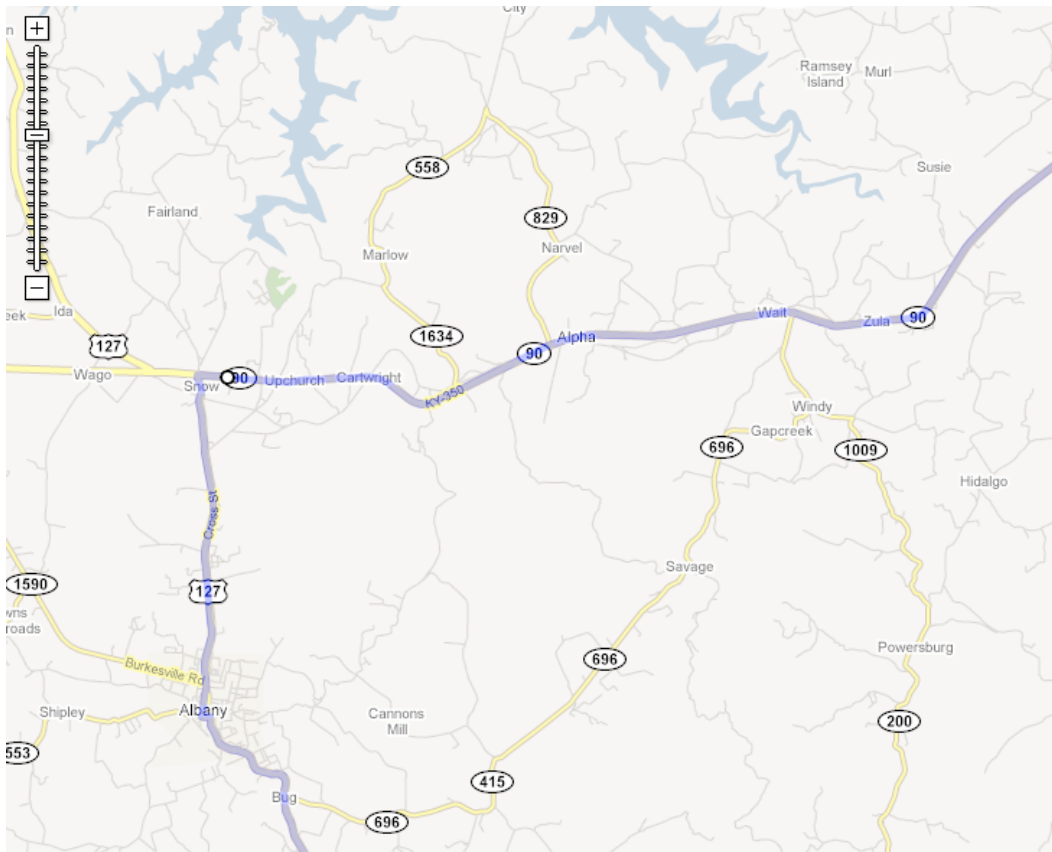 City
n
Ramsey
Island
Murl
558
Susie
829
Fairland
Narvel
Marlow
Ida
eek
90
Wait
Zula
1634
Alpha
127
90
Wago
Snow
90
Upchurch
Cartwright
KY-350
Windy
Gapcreek
696
1009
Hidalgo
Cross St
Savage
1590
127
wns
roads
Powersburg
696
Burkesville Rd
Shipley
Albany
Cannons
Mill
200
553
415
Bug
696